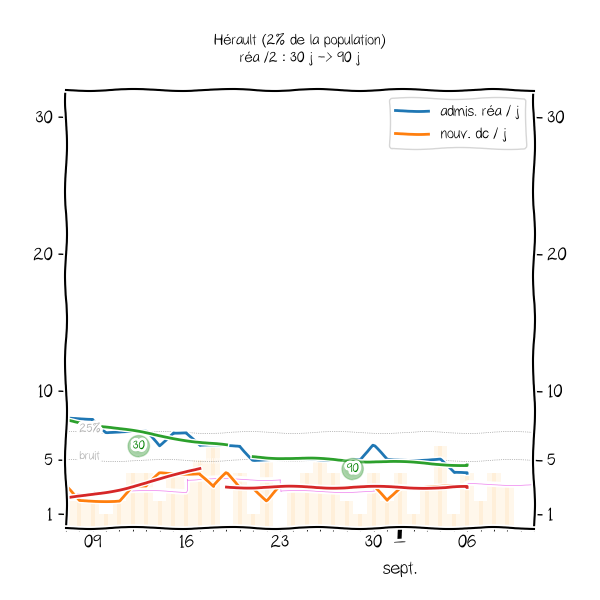 Hérault (2% de la population)
réa /2 : 30 j -> 90 j
admis. réa / j
nouv. dc / j
30 30
20 20
10 10
25%
30
bruit
5 5
90
1 1
09 16 23 30 1 06
sept.